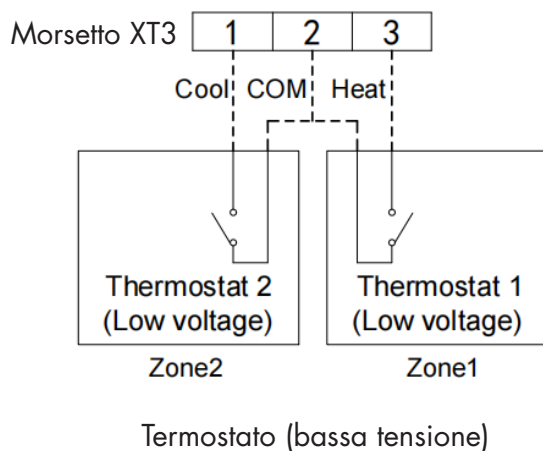 Morsetto XT3 1 2 3
Cool COM Heat
Thermostat 2
(Low voltage)
Thermostat 1
(Low voltage)
Zone2
Zone1
Termostato (bassa tensione)